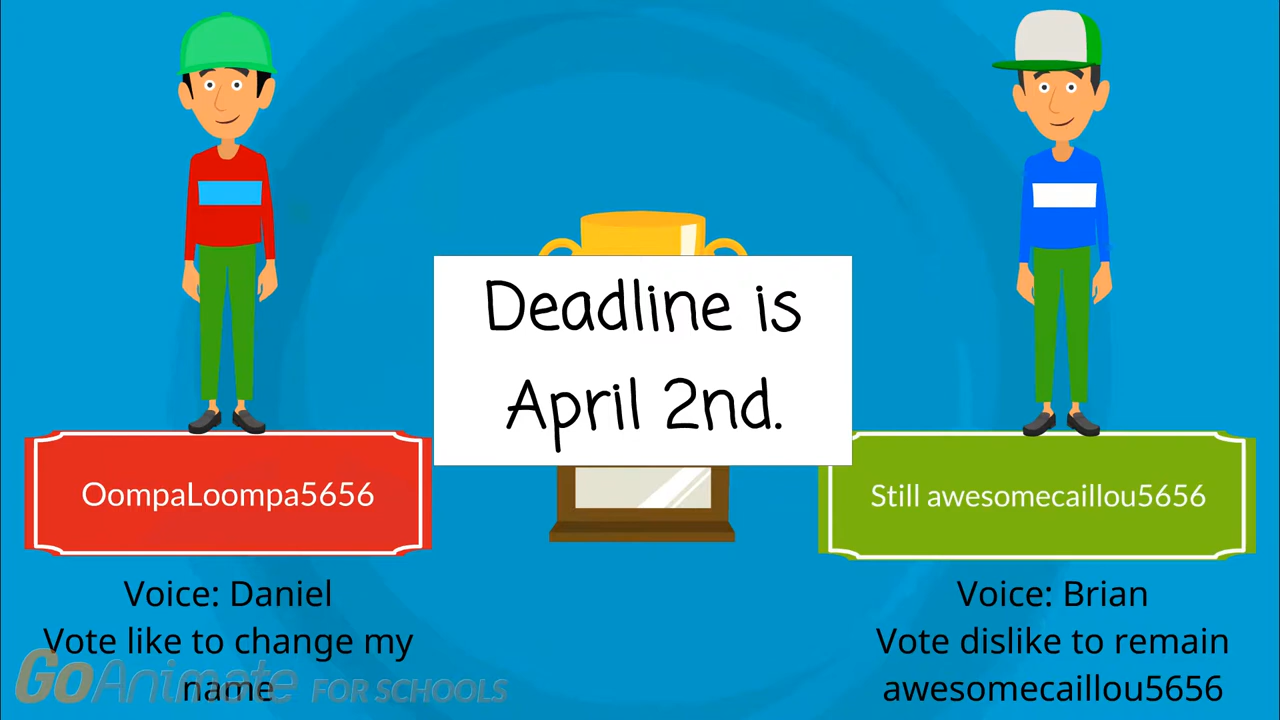 Deadline is
April 2nd.
OompaLoompa5656
Still awesomecaillou5656
Voice: Daniel
Vote like to change my
name
Voice: Brian
Vote dislike to remain
awesomecaillou5656
GoAnimate FOR SCHOOLS